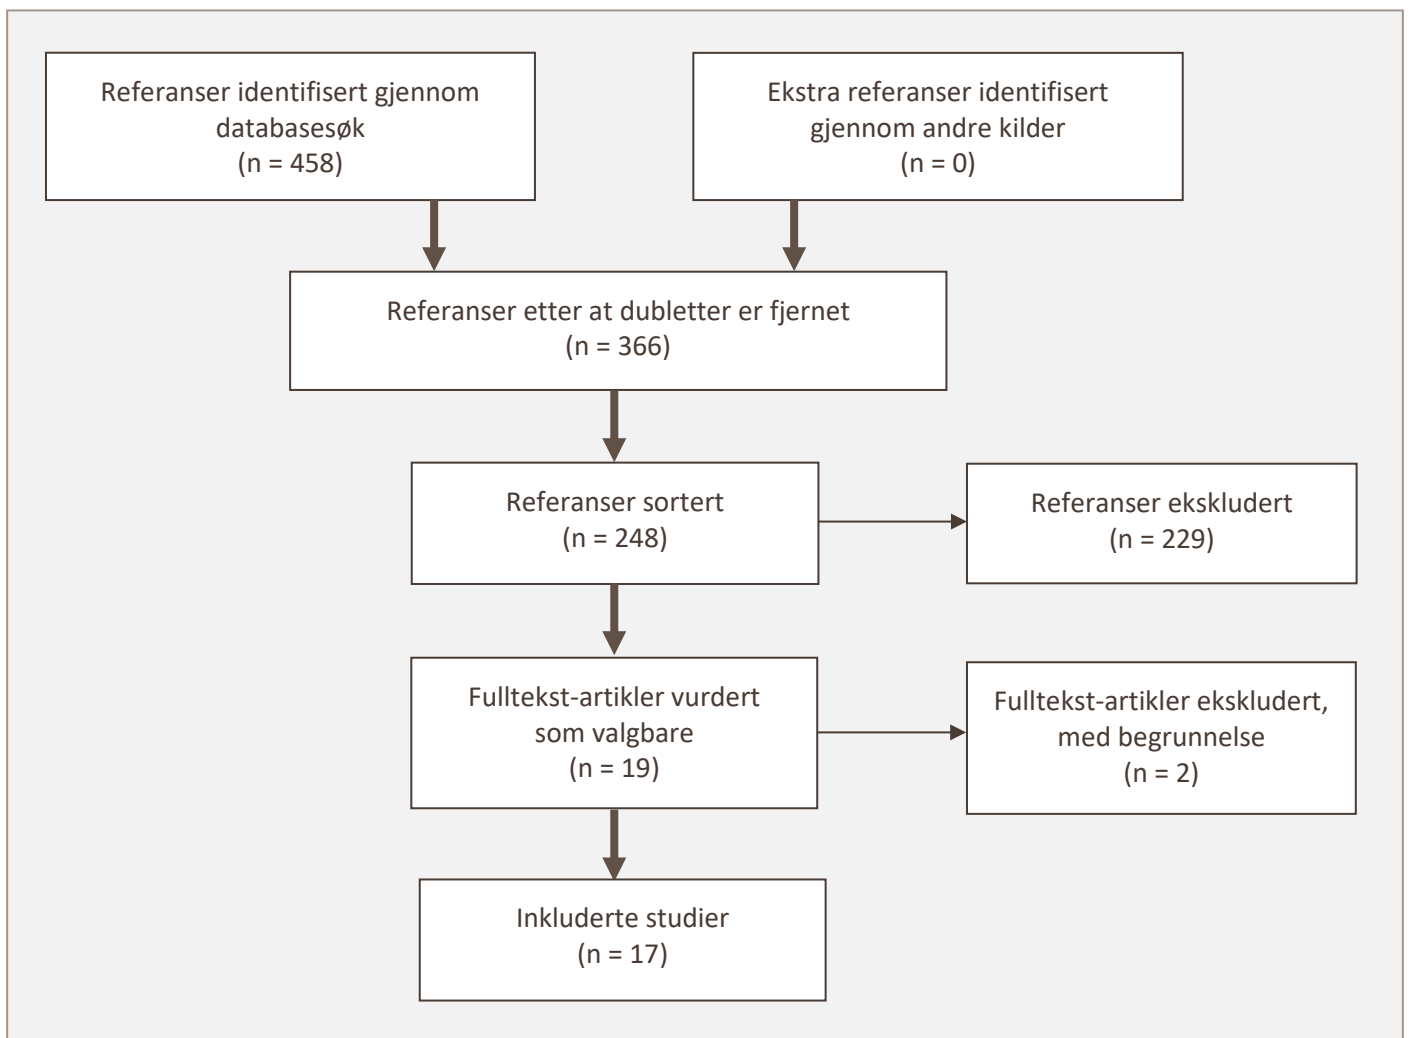 Referanser identifisert gjennom
databasesøk
(n = 458)
Ekstra referanser identifisert
gjennom andre kilder
(n = 0)
Referanser etter at dubletter er fjernet
(n = 366)
Referanser sortert
(n = 248)
Referanser ekskludert
(n = 229)
Fulltekst-artikler vurdert
som valgbare
(n = 19)
Fulltekst-artikler ekskludert,
med begrunnelse
(n = 2)
Inkluderte studier
(n = 17)